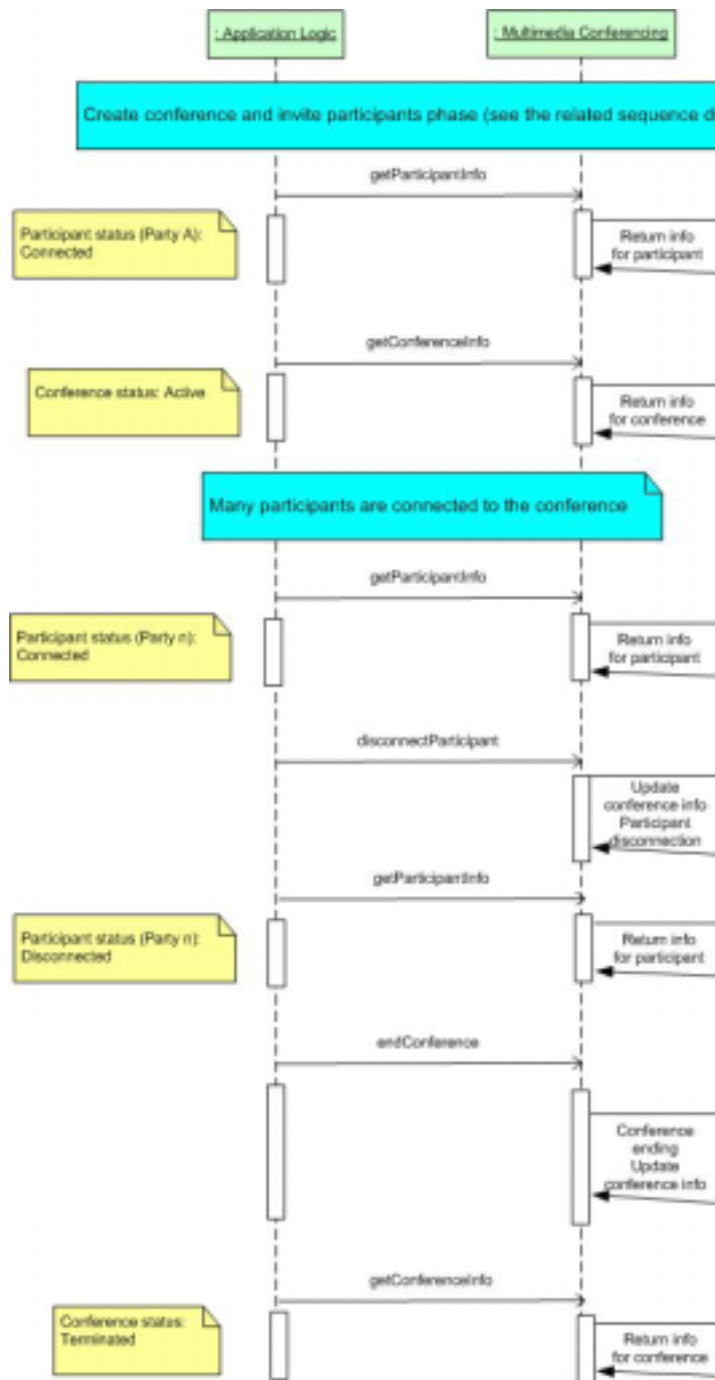 : Application Logic
: Multimedia Conferencing
Create conference and invite participants phase (see the related sequence d
getParticipantInfo
Participant status (Party A):
Connected
Return info
for participant
getConferenceInfo
Conference status: Active
Return info
for conference
Many participants are connected to the conference
getParticipantInfo
Participant status (Party n):
Connected
Return info
for participant
disconnectParticipant
Update
conference info
Participant
disconnection
getParticipantInfo
Participant status (Party n):
Disconnected
Return info
for participant
endConference
Conference
ending
Update
conference info
getConferenceInfo
Conference status:
Terminated
Return info
for conference